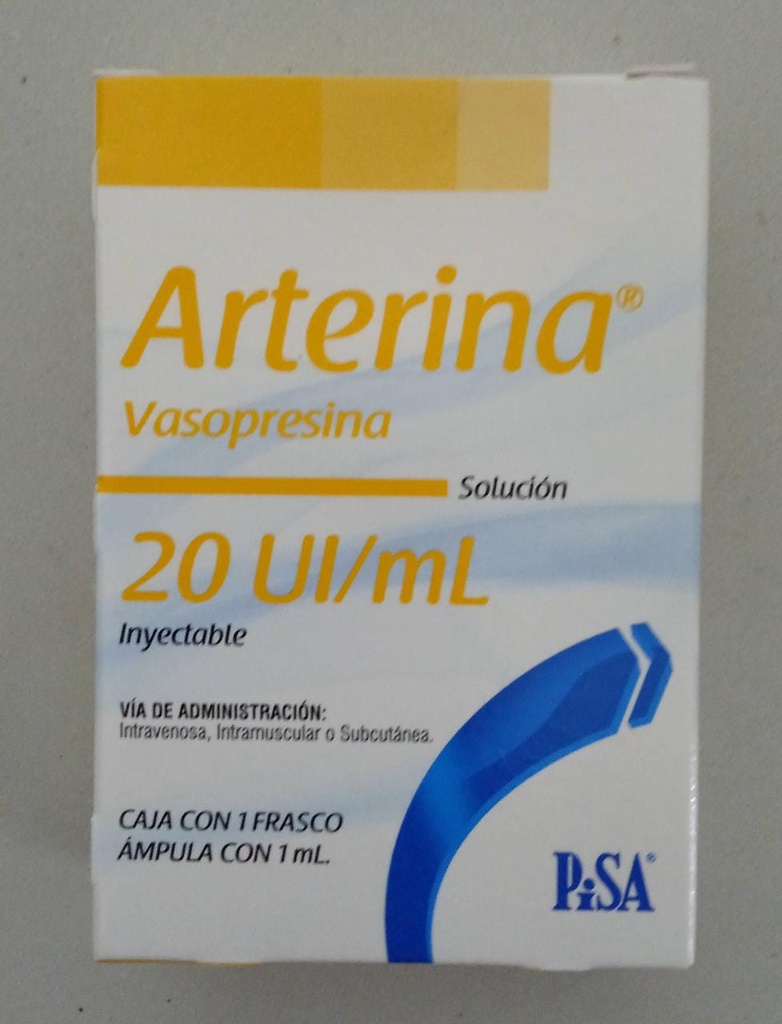 Arterina®
Vasopresina
Solución
20 UI/mL
Inyectable
VÍA DE ADMINISTRACIÓN:
Intravenosa, Intramuscular o Subcutánea.
CAJA CON 1 FRASCO
ÁMPULA CON 1 mL.
PiSA®